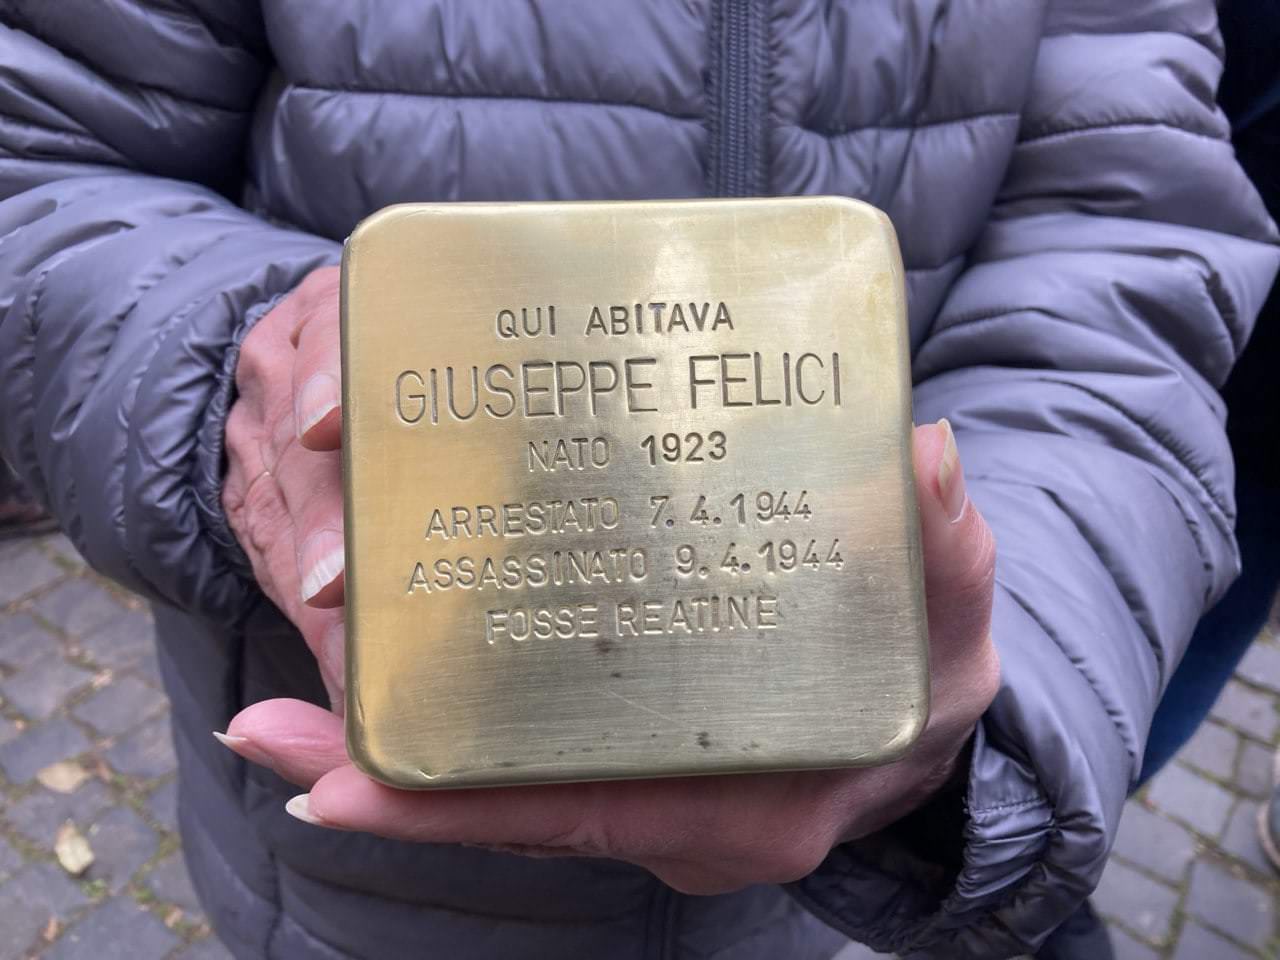 QUI ABITAVA
GIUSEPPE FELICI
NATO 1923
ARRESTATO 7.4.1944
ASSASSINATO 9.4.1944
FOSSE REATINE